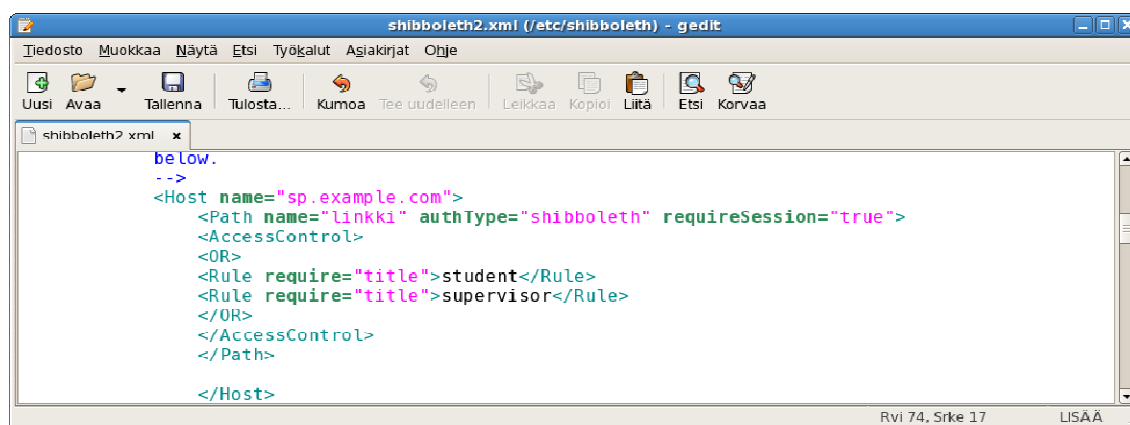 shibboleth2.xml (/etc/shibboleth) - gedit
Tiedosto Muokkaa Näytä Etsi Työkalut Asiakirjat Ohje
Uusi Avaa Tallenna Tulosta... Kumoa Tee uudelleen Leikkaa Kopioi Liitä Etsi Korvaa
shibboleth2.xml
below.
-->
<Host name="sp.example.com">
<Path name="linkki" authType="shibboleth" requireSession="true">
<AccessControl>
<OR>
<Rule require="title">student</Rule>
<Rule require="title">supervisor</Rule>
</OR>
</AccessControl>
</Path>
</Host>
Rvi 74, Srke 17 LISÄÄ